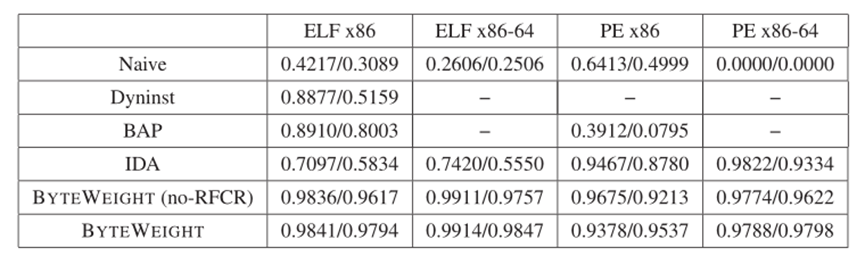 ELF x86 ELF x86-64 PE x86 PE x86-64
Naive 0.4217/0.3089 0.2606/0.2506 0.6413/0.4999 0.0000/0.0000
Dyninst 0.8877/0.5159 – – –
BAP 0.8910/0.8003 – 0.3912/0.0795 –
IDA 0.7097/0.5834 0.7420/0.5550 0.9467/0.8780 0.9822/0.9334
BYTEWEIGHT (no-RFCR) 0.9836/0.9617 0.9911/0.9757 0.9675/0.9213 0.9774/0.9622
BYTEWEIGHT 0.9841/0.9794 0.9914/0.9847 0.9378/0.9537 0.9788/0.9798